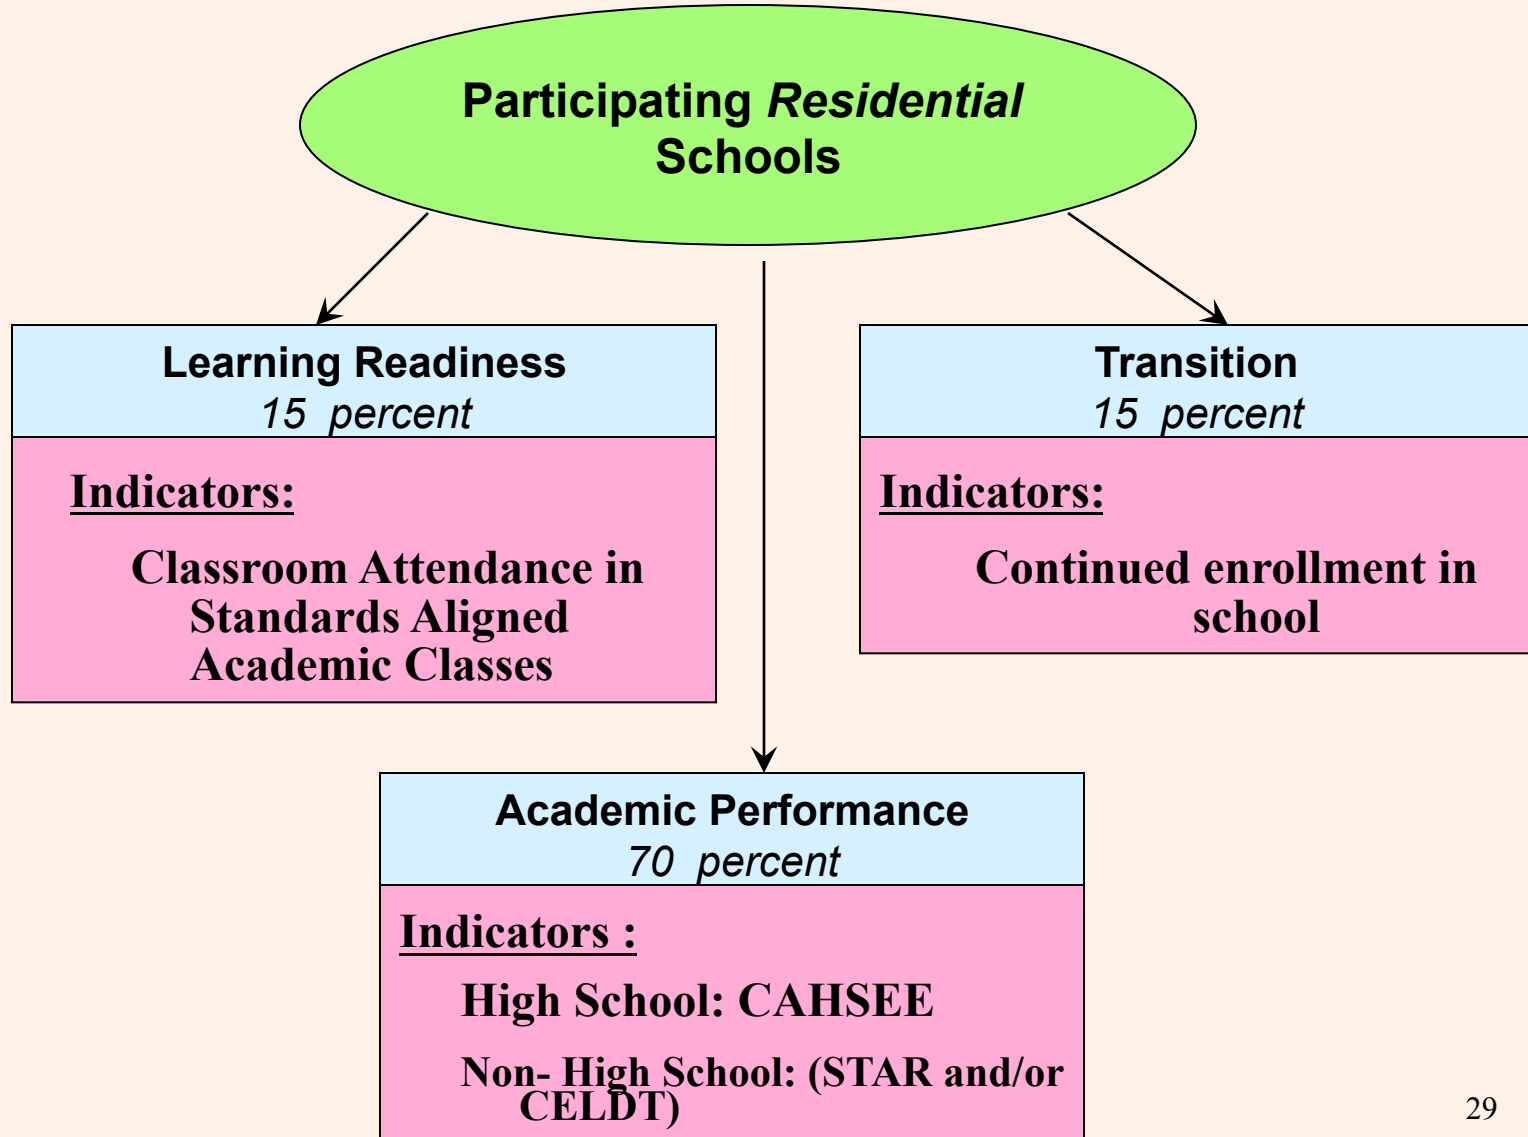 Participating Residential
Schools
Learning Readiness
15 percent
Indicators:
Classroom Attendance in
Standards Aligned
Academic Classes
Transition
15 percent
Indicators:
Continued enrollment in
school
Academic Performance
70 percent
Indicators :
High School: CAHSEE
Non- High School: (STAR and/or
CELDT)
29